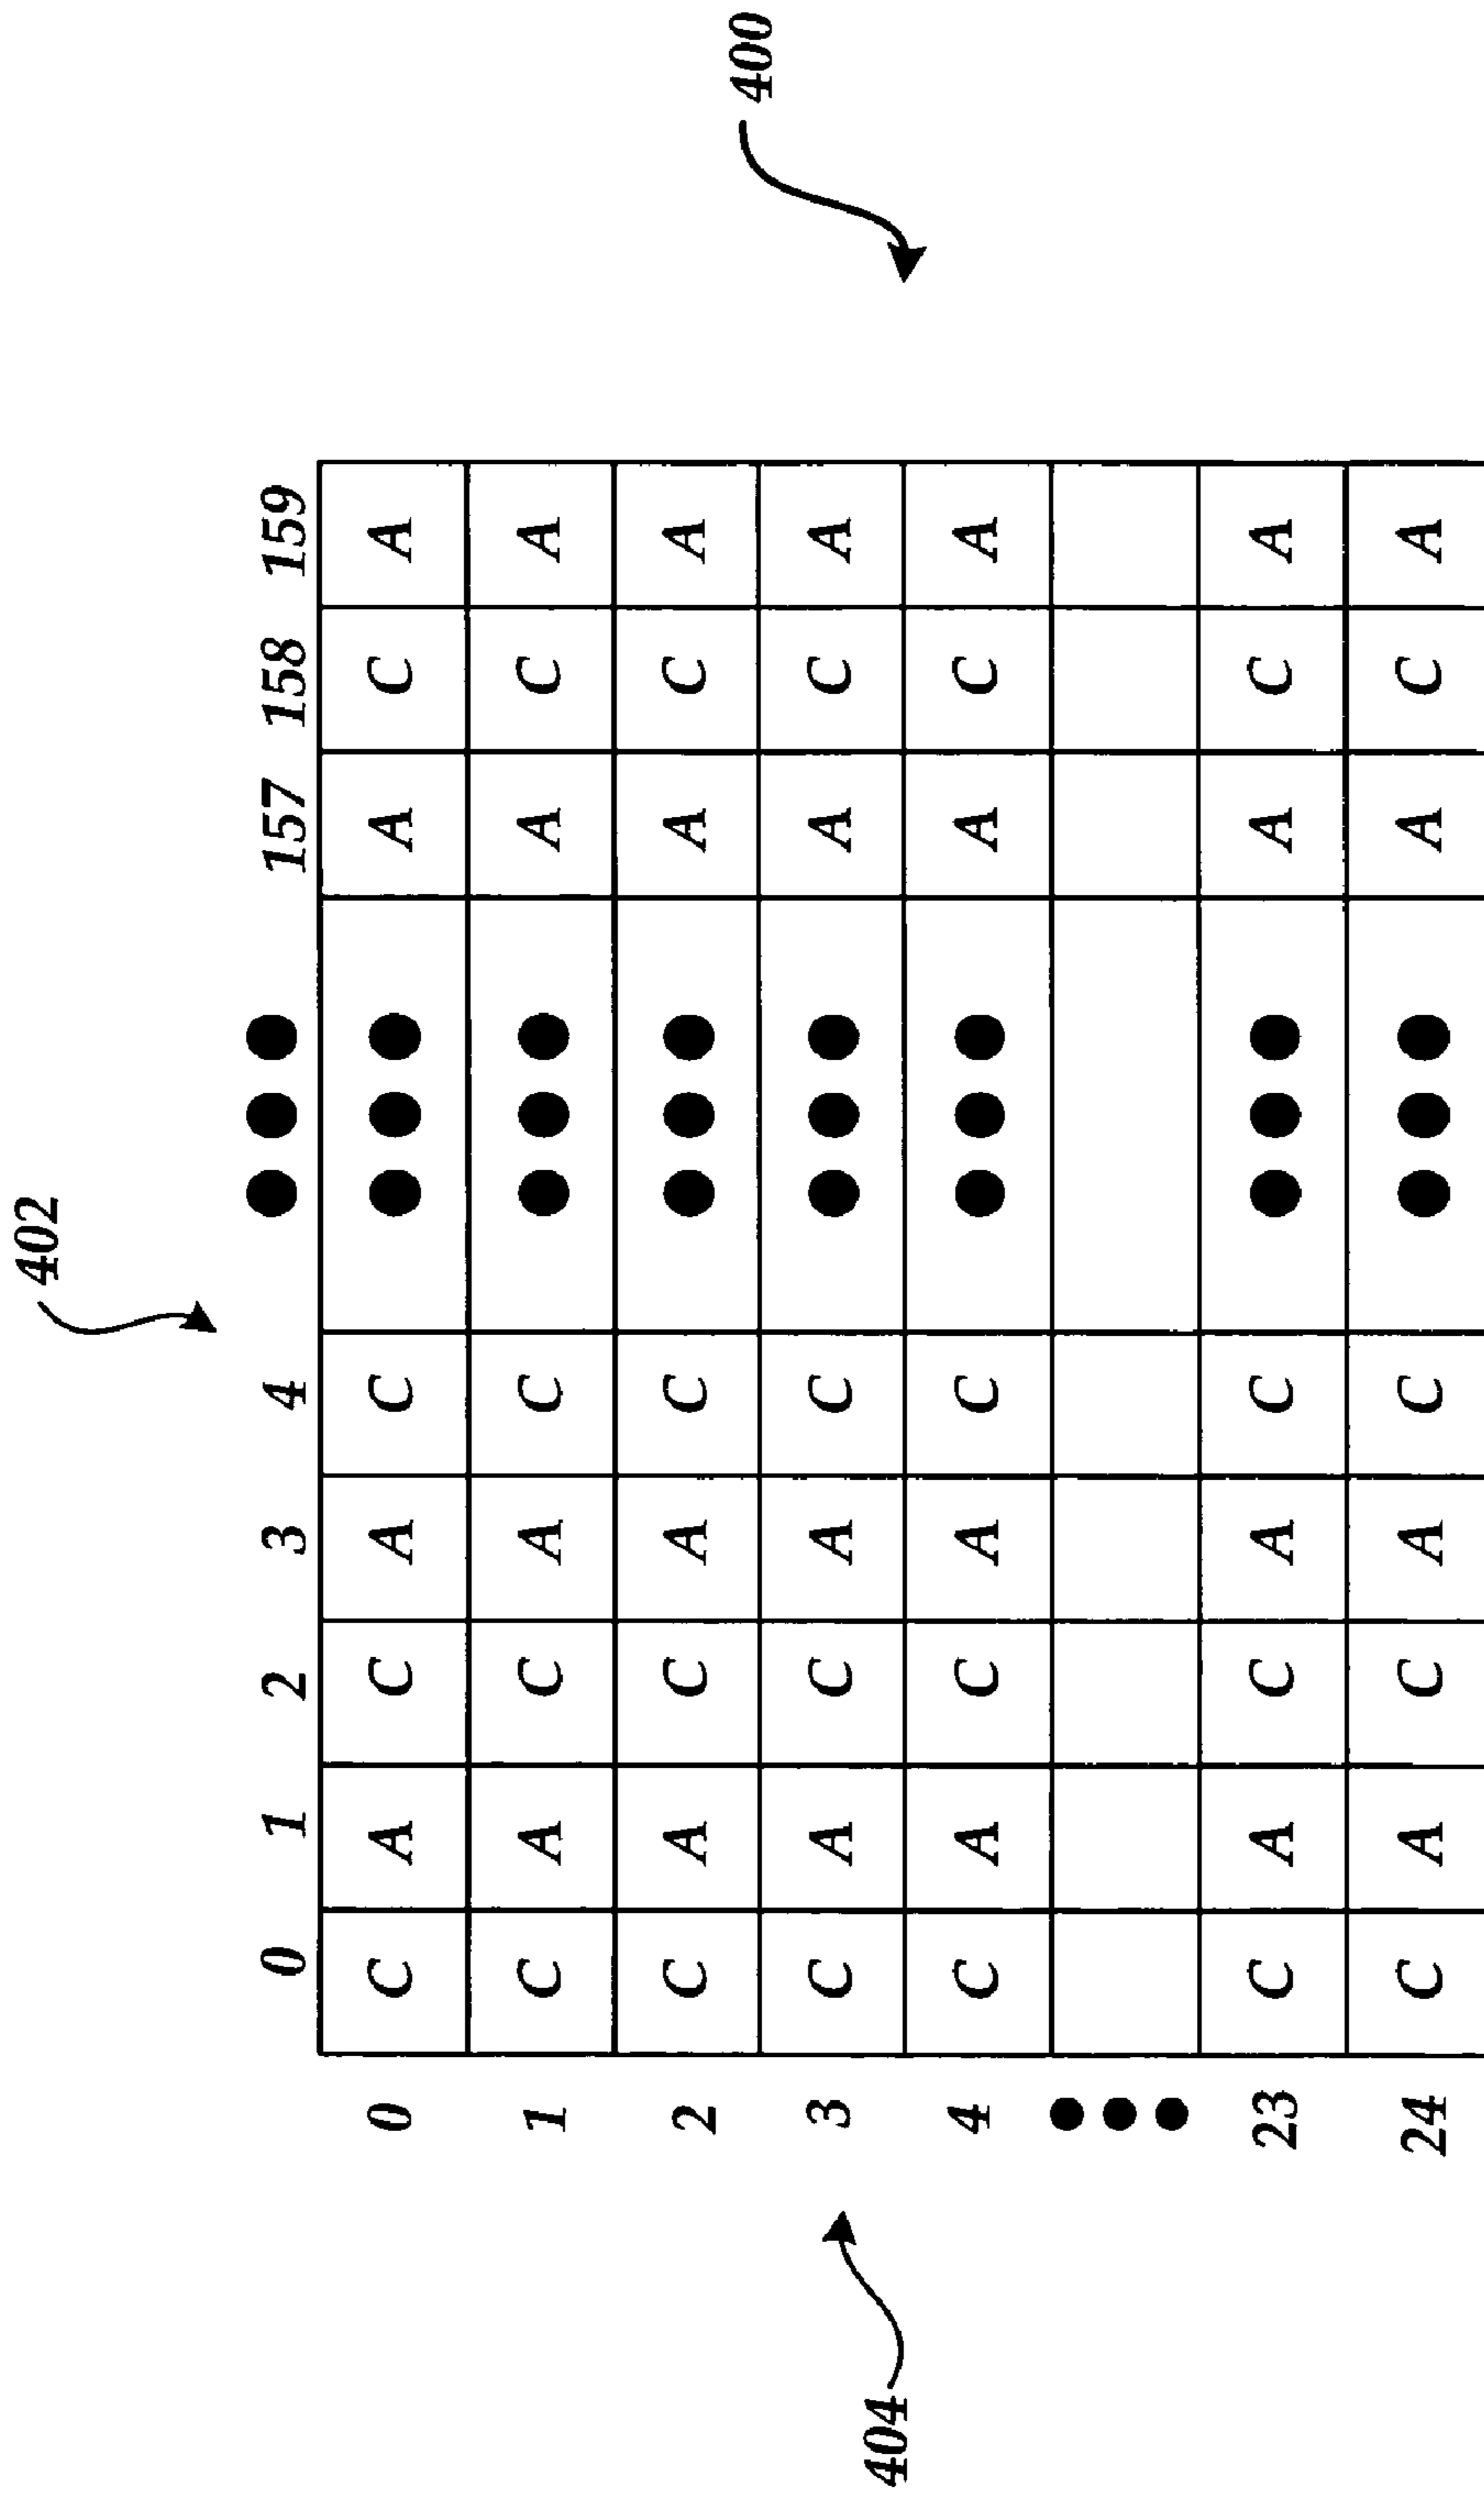 402
0 1 2 3 4 ●●● 157 158 159
0 C A C A C ●●● A C A
1 C A C A C ●●● A C A
2 C A C A C ●●● A C A
3 C A C A C ●●● A C A
4 C A C A C ●●● A C A
●●●
23 C A C A C ●●● A C A
24 C A C A C ●●● A C A
404
400